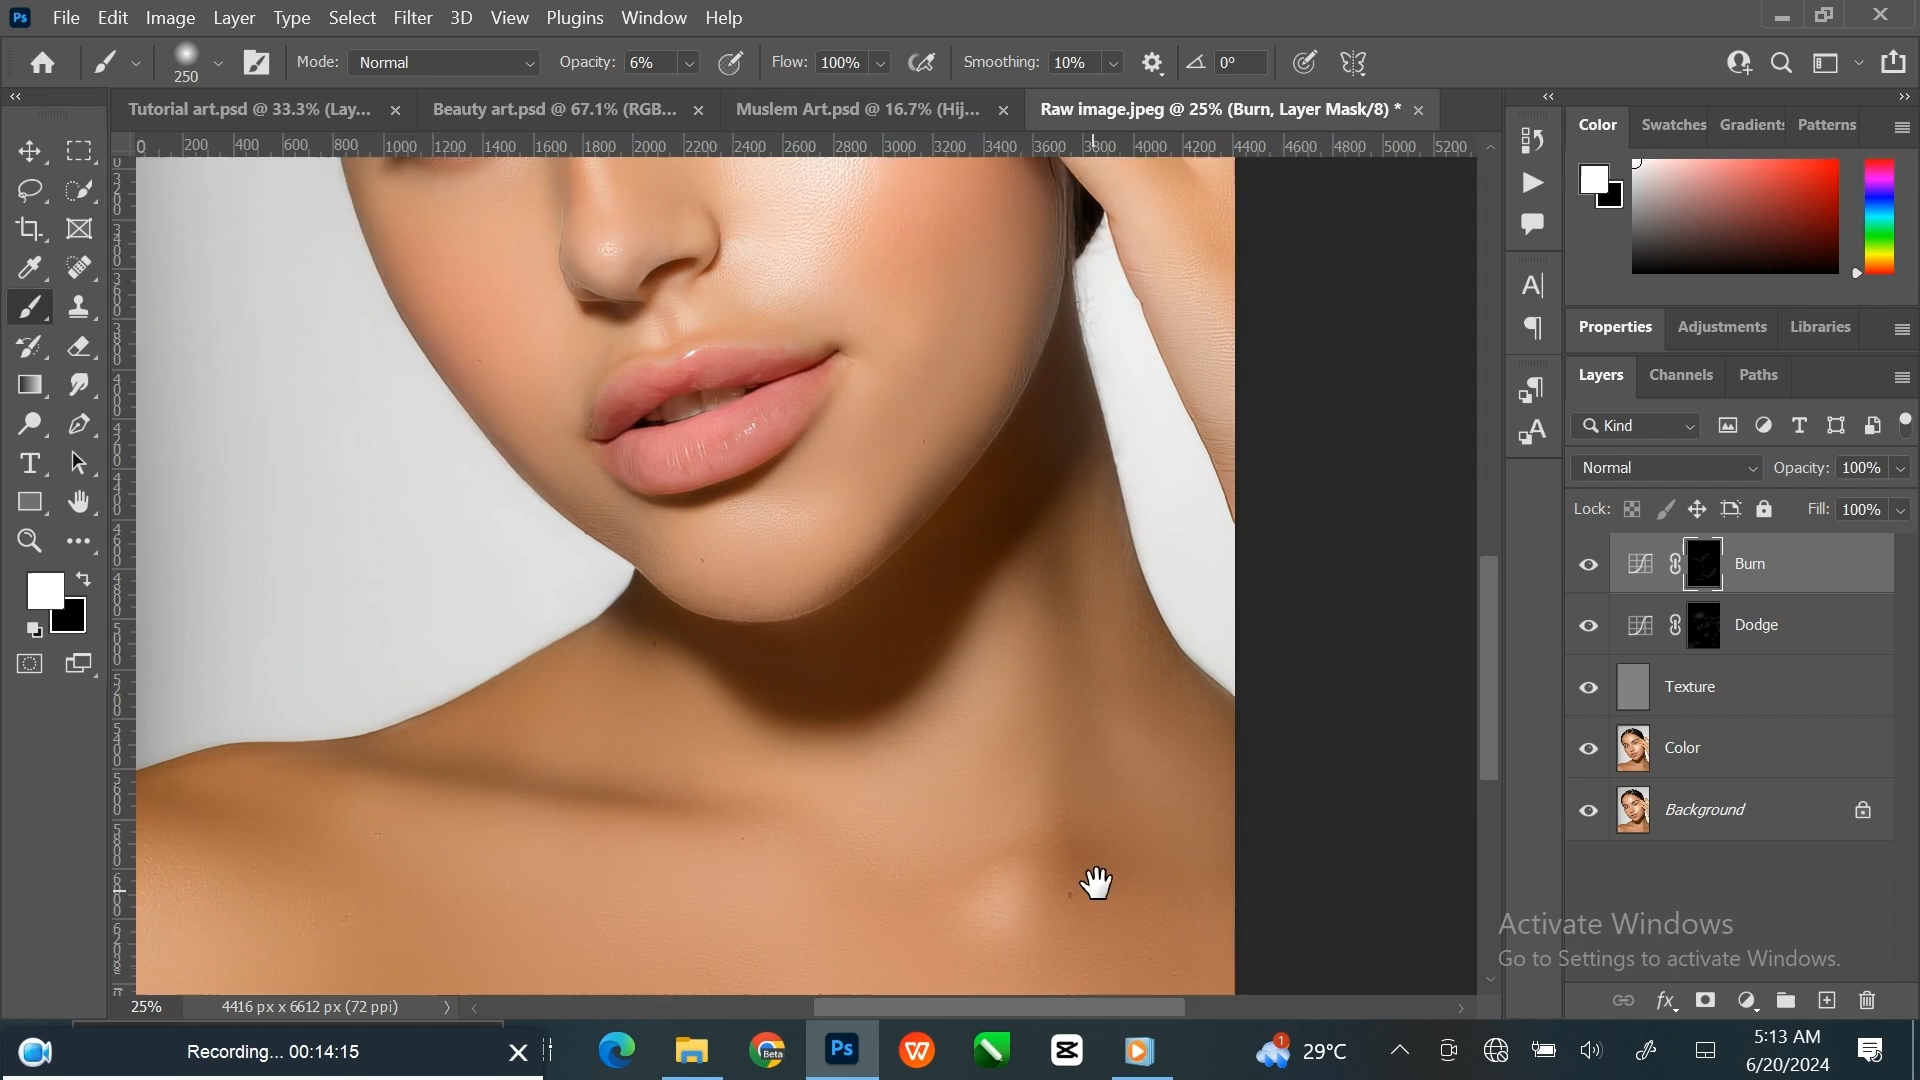 Ps File Edit Image Layer Type Select Filter 3D View Plugins Window Help
250 Mode: Normal Opacity: 6% Flow: 100% Smoothing: 10% 0°
Tutorial art.psd @ 33.3% (Lay... × Beauty art.psd @ 67.1% (RGB... × Muslem Art.psd @ 16.7% (Hij... × Raw image.jpeg @ 25% (Burn, Layer Mask/8) * ×
Color Swatches Gradients Patterns
0 200 400 600 800 1000 1200 1400 1600 1800 2000 2200 2400 2600 2800 3000 3200 3400 3600 3800 4000 4200 4400 4600 4800 5000 5200
Properties Adjustments Libraries
Layers Channels Paths
Kind
Normal Opacity: 100%
Lock: Fill: 100%
Burn
Dodge
Texture
Color
Background
Activate Windows
Go to Settings to activate Windows.
25% 4416 px x 6612 px (72 ppi)
Recording... 00:14:15
Beta
Ps
1
29°C
5:13 AM
6/20/2024